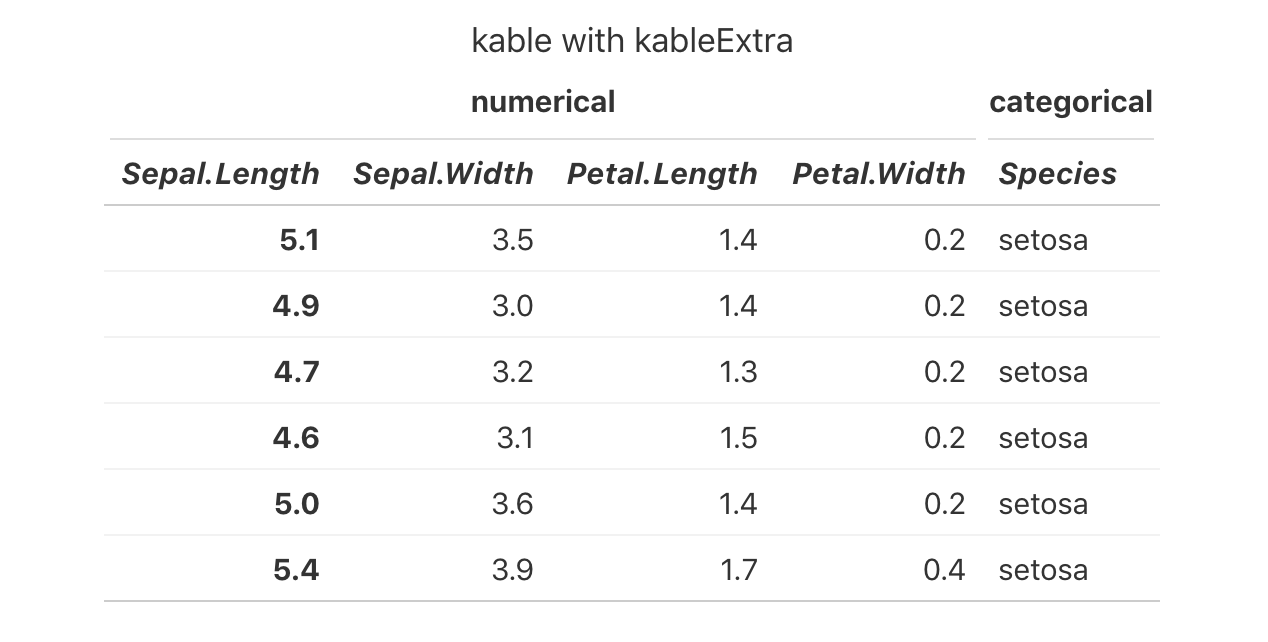 kable with kableExtra
numerical categorical
Sepal.Length Sepal.Width Petal.Length Petal.Width Species
5.1 3.5 1.4 0.2 setosa
4.9 3.0 1.4 0.2 setosa
4.7 3.2 1.3 0.2 setosa
4.6 3.1 1.5 0.2 setosa
5.0 3.6 1.4 0.2 setosa
5.4 3.9 1.7 0.4 setosa